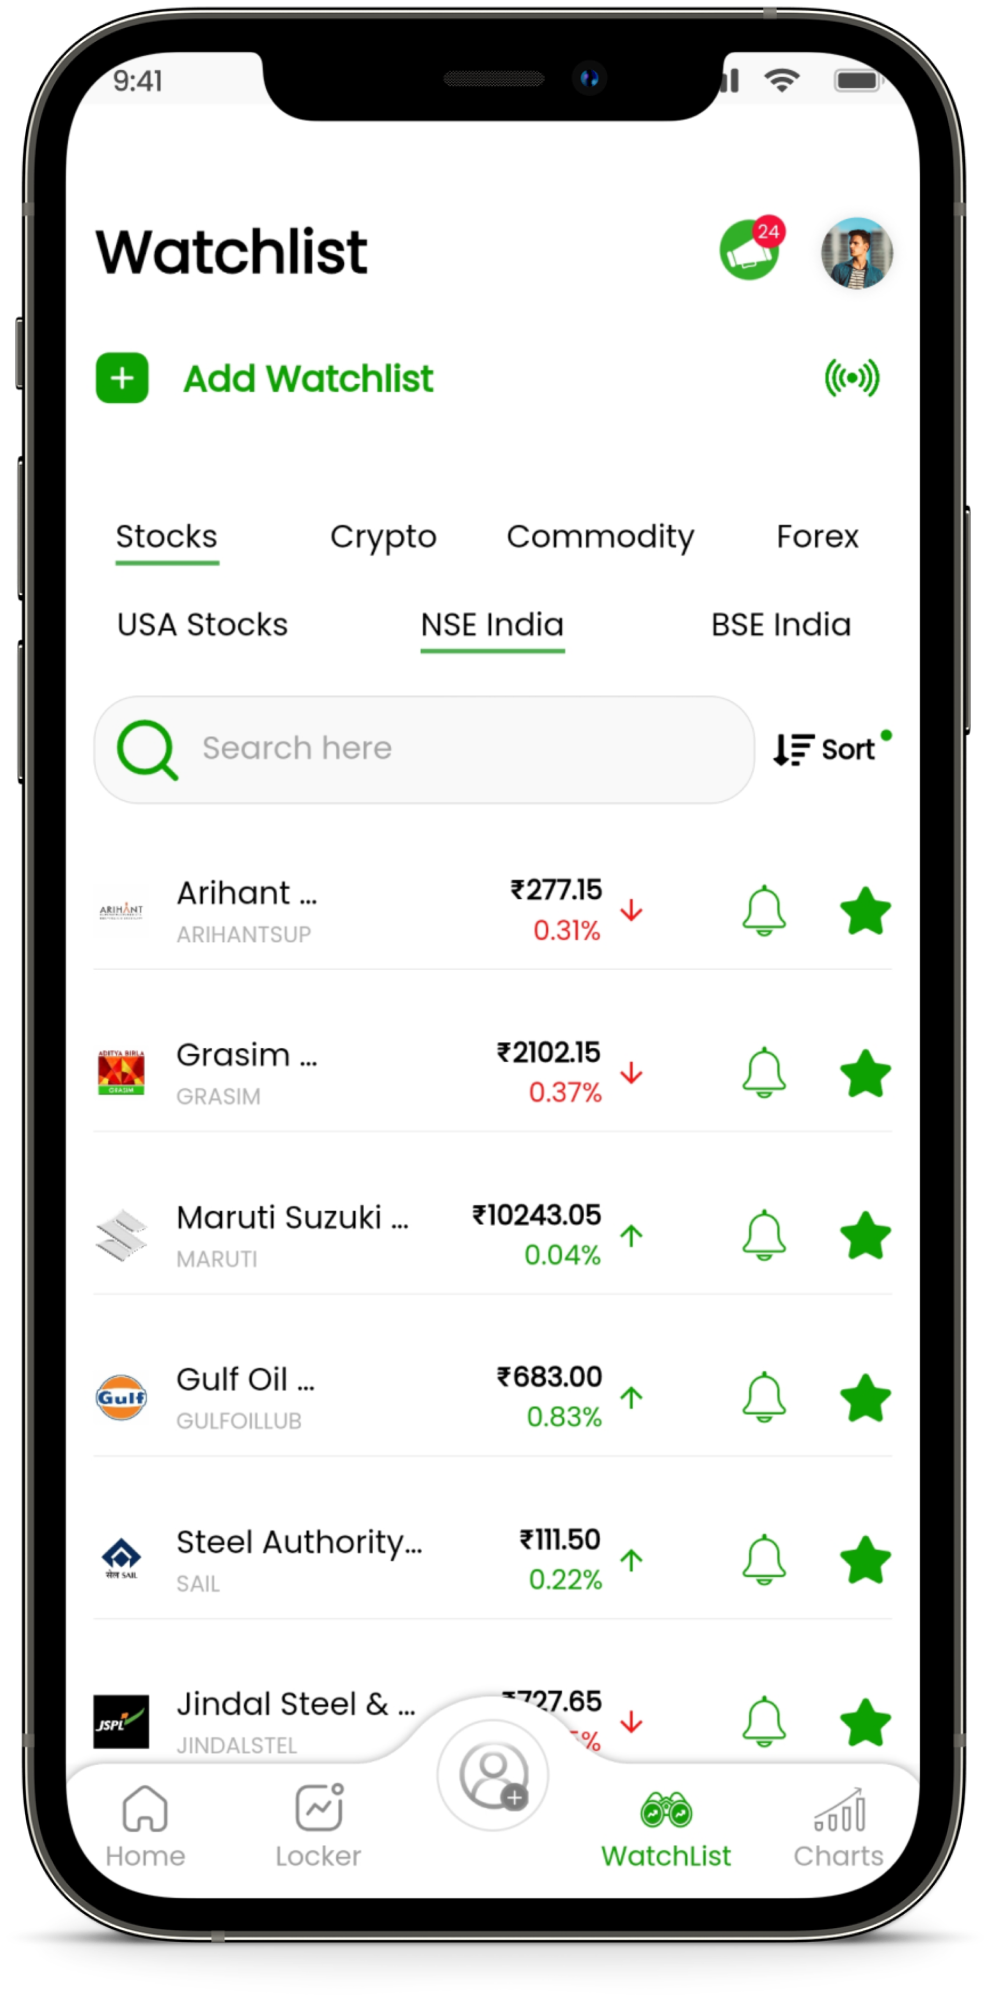 9:41
Watchlist
24
+ Add Watchlist
Stocks Crypto Commodity Forex
USA Stocks NSE India BSE India
Search here Sort
ARIHANT
Arihant ... ₹277.15
ARIHANTSUP 0.31%
ADITYA BIRLA
GRASIM
Grasim ... ₹2102.15
GRASIM 0.37%
Maruti Suzuki ... ₹10243.05
MARUTI 0.04%
Gulf
Gulf Oil ... ₹683.00
GULFOILLUB 0.83%
सेल SAIL
Steel Authority... ₹111.50
SAIL 0.22%
JSPL
Jindal Steel & ... ₹727.65
JINDALSTEL %
Home Locker WatchList Charts